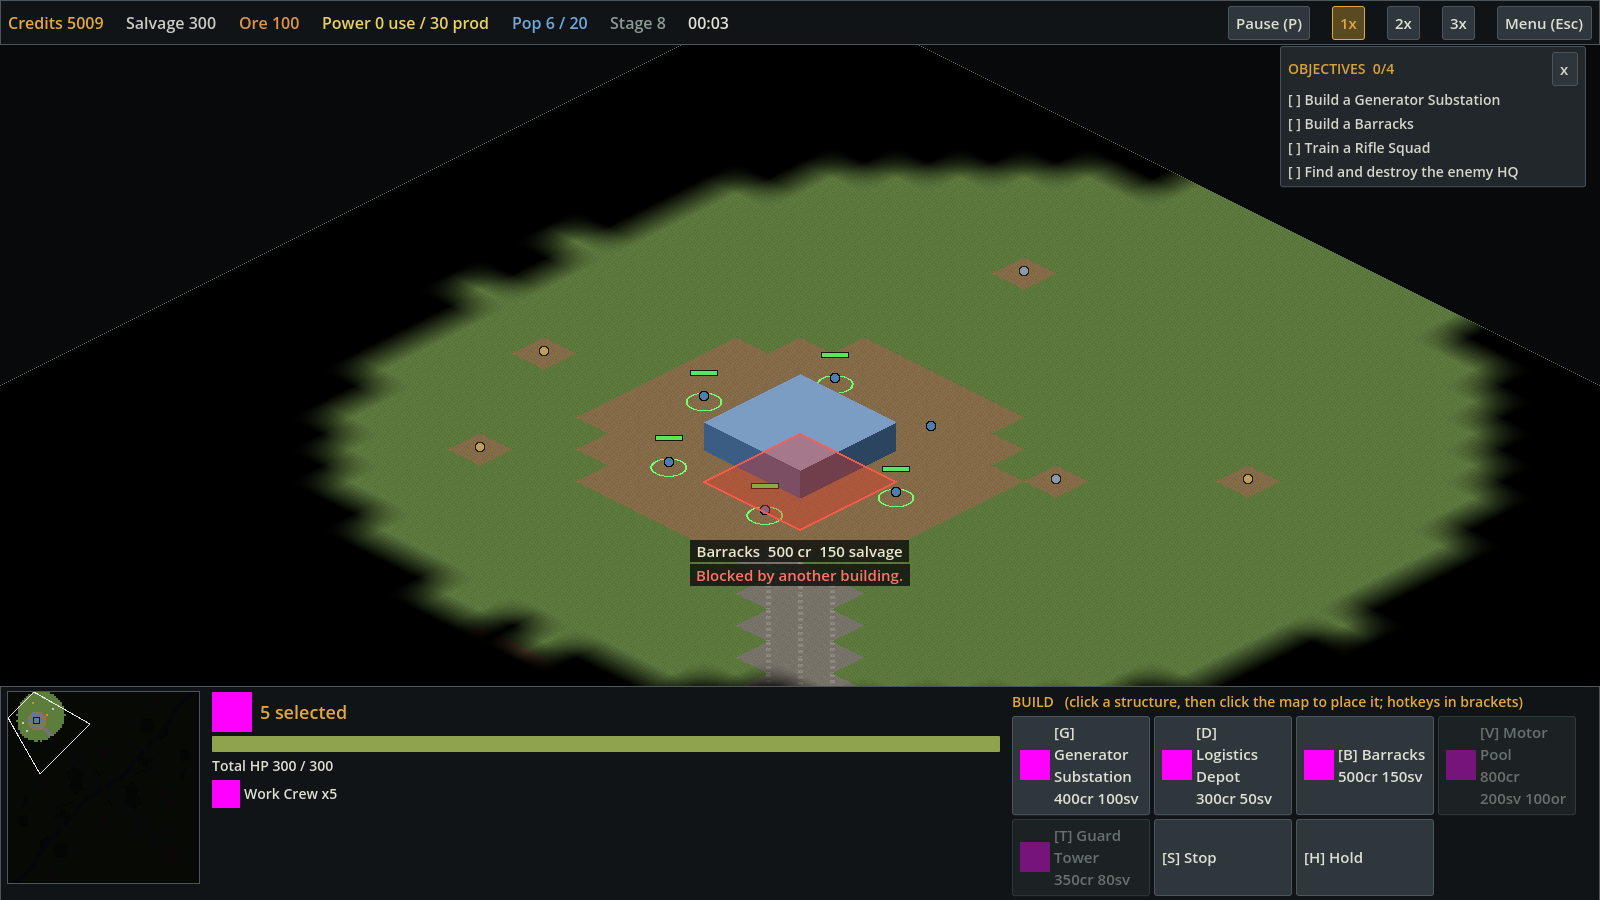 Credits 5009 Salvage 300 Ore 100 Power 0 use / 30 prod Pop 6 / 20 Stage 8 00:03 Pause (P) 1x 2x 3x Menu (Esc)
OBJECTIVES 0/4 x
[ ] Build a Generator Substation
[ ] Build a Barracks
[ ] Train a Rifle Squad
[ ] Find and destroy the enemy HQ
Barracks 500 cr 150 salvage
Blocked by another building.
5 selected
Total HP 300 / 300
Work Crew x5
BUILD (click a structure, then click the map to place it; hotkeys in brackets)
[G]
Generator
Substation
400cr 100sv
[D]
Logistics
Depot
300cr 50sv
[B] Barracks
500cr 150sv
[V] Motor
Pool
800cr
200sv 100or
[T] Guard
Tower
350cr 80sv
[S] Stop
[H] Hold